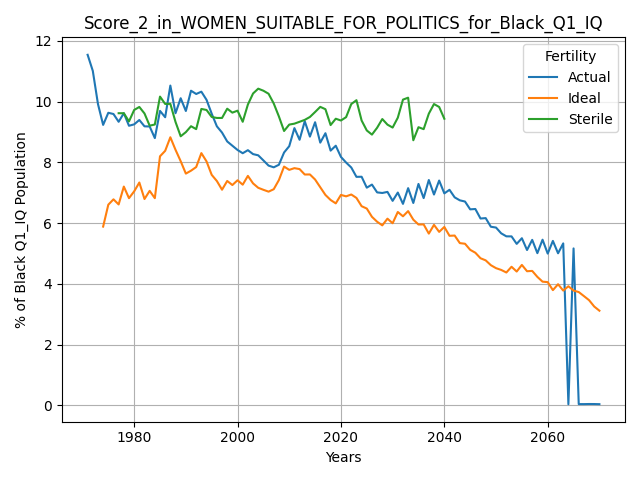 Score_2_in_WOMEN_SUITABLE_FOR_POLITICS_for_Black_Q1_IQ
12
10
8
6
4
2
0
% of Black Q1_IQ Population
1980
2000
2020
2040
2060
Years
Fertility
Actual
Ideal
Sterile